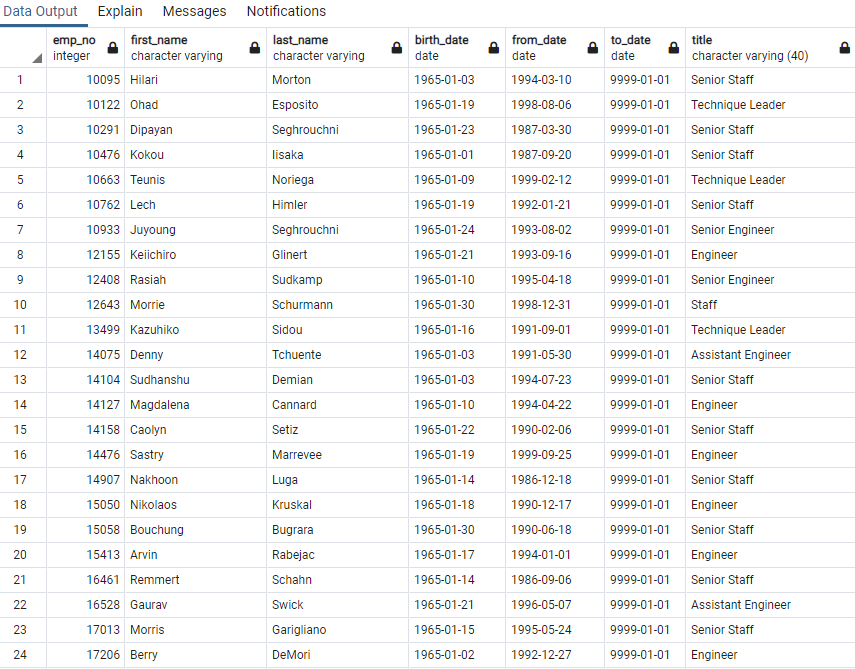 Data Output Explain Messages Notifications
emp_no first_name last_name birth_date from_date to_date title
integer character varying character varying date date date character varying (40)
1 10095 Hilari Morton 1965-01-03 1994-03-10 9999-01-01 Senior Staff
2 10122 Ohad Esposito 1965-01-19 1998-08-06 9999-01-01 Technique Leader
3 10291 Dipayan Seghrouchni 1965-01-23 1987-03-30 9999-01-01 Senior Staff
4 10476 Kokou Iisaka 1965-01-01 1987-09-20 9999-01-01 Senior Staff
5 10663 Teunis Noriega 1965-01-09 1999-02-12 9999-01-01 Technique Leader
6 10762 Lech Himler 1965-01-19 1992-01-21 9999-01-01 Senior Staff
7 10933 Juyoung Seghrouchni 1965-01-24 1993-08-02 9999-01-01 Senior Engineer
8 12155 Keiichiro Glinert 1965-01-21 1993-09-16 9999-01-01 Engineer
9 12408 Rasiah Sudkamp 1965-01-10 1995-04-18 9999-01-01 Senior Engineer
10 12643 Morrie Schurmann 1965-01-30 1998-12-31 9999-01-01 Staff
11 13499 Kazuhiko Sidou 1965-01-16 1991-09-01 9999-01-01 Technique Leader
12 14075 Denny Tchuente 1965-01-03 1991-05-30 9999-01-01 Assistant Engineer
13 14104 Sudhanshu Demian 1965-01-03 1994-07-23 9999-01-01 Senior Staff
14 14127 Magdalena Cannard 1965-01-10 1994-04-22 9999-01-01 Engineer
15 14158 Caolyn Setiz 1965-01-22 1990-02-06 9999-01-01 Senior Staff
16 14476 Sastry Marrevee 1965-01-19 1999-09-25 9999-01-01 Engineer
17 14907 Nakhoon Luga 1965-01-14 1986-12-18 9999-01-01 Senior Staff
18 15050 Nikolaos Kruskal 1965-01-18 1990-12-17 9999-01-01 Engineer
19 15058 Bouchung Bugrara 1965-01-30 1990-06-18 9999-01-01 Senior Staff
20 15413 Arvin Rabejac 1965-01-17 1994-01-01 9999-01-01 Engineer
21 16461 Remmert Schahn 1965-01-14 1986-09-06 9999-01-01 Senior Staff
22 16528 Gaurav Swick 1965-01-21 1996-05-07 9999-01-01 Assistant Engineer
23 17013 Morris Garigliano 1965-01-15 1995-05-24 9999-01-01 Senior Staff
24 17206 Berry DeMori 1965-01-02 1992-12-27 9999-01-01 Engineer